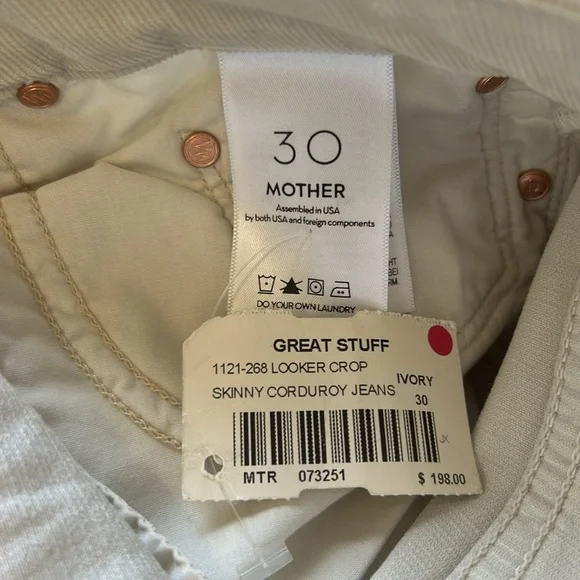 30
MOTHER
Assembled in USA
by both USA and foreign components
DO YOUR OWN LAUNDRY
GREAT STUFF
1121-268 LOOKER CROP
SKINNY CORDUROY JEANS IVORY
30
JX
MTR 073251
$ 198.00